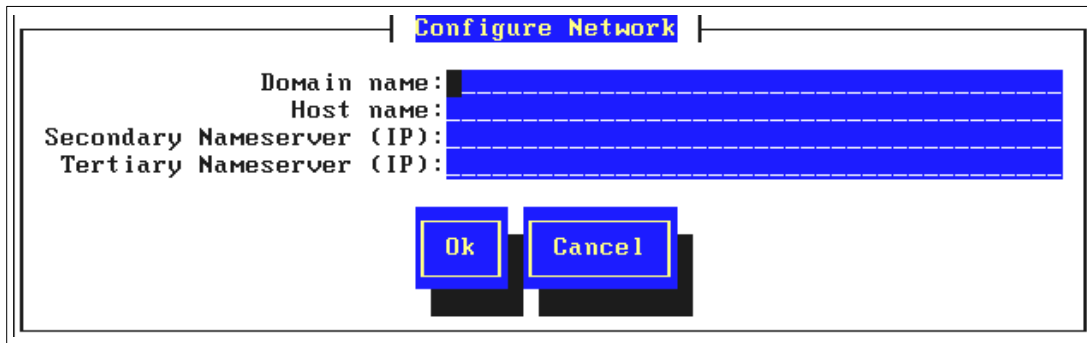 Configure Network
Domain name:
Host name:
Secondary Nameserver (IP):
Tertiary Nameserver (IP):
Ok Cancel